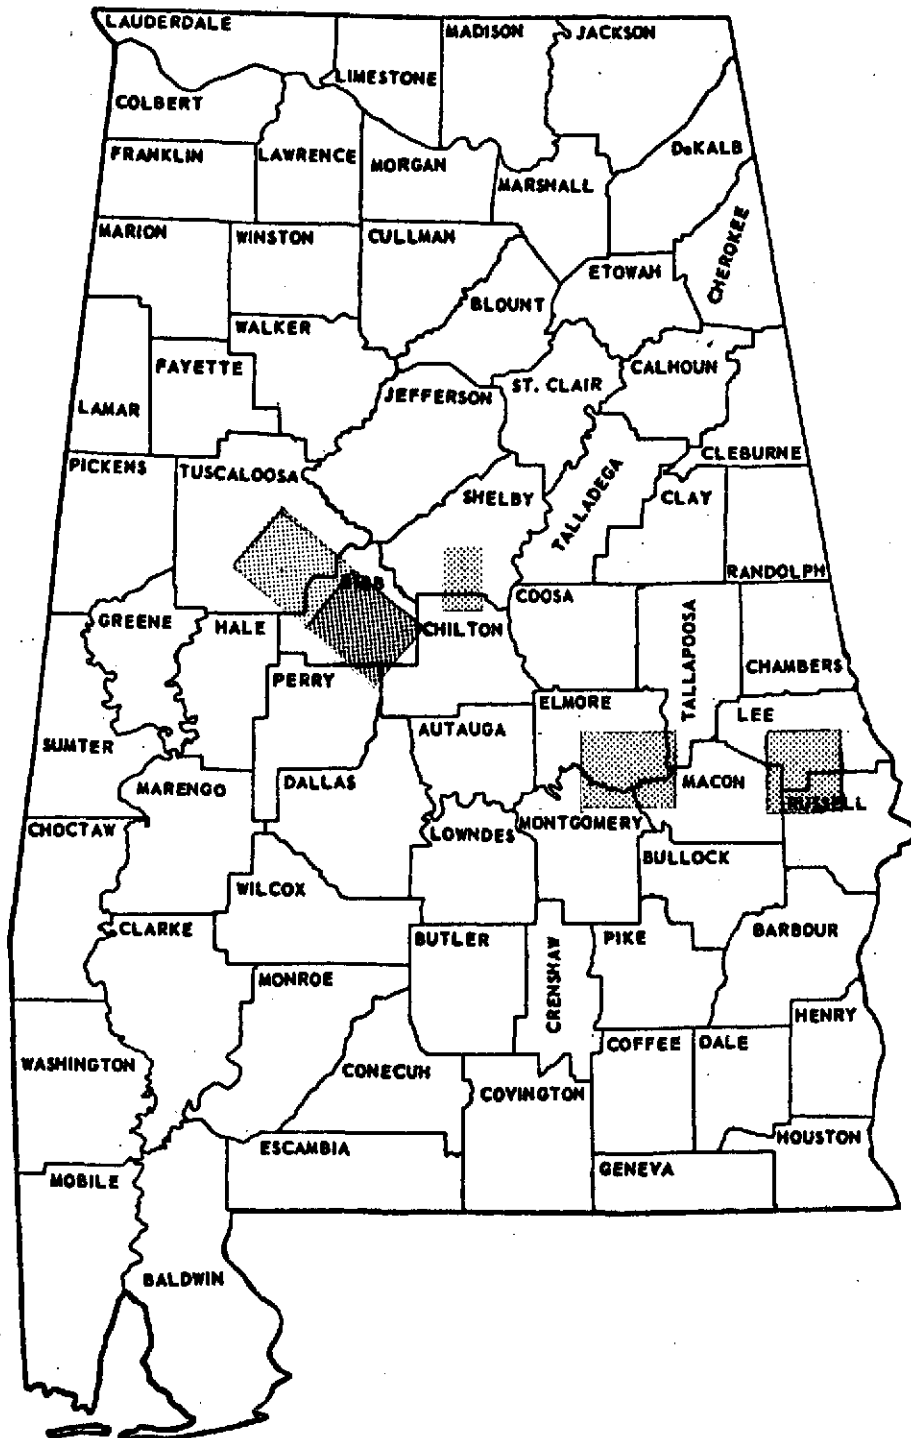 LAUDERDALE
LIMESTONE
MADISON
JACKSON
COLBERT
FRANKLIN
LAWRENCE
MORGAN
MARSHALL
DeKALB
CHEROKEE
MARION
WINSTON
CULLMAN
ETOWAH
BLOUNT
WALKER
FAYETTE
LAMAR
JEFFERSON
ST. CLAIR
CALHOUN
CLEBURNE
PICKENS
TUSCALOOSA
SHELBY
TALLADEGA
CLAY
RANDOLPH
BIBB
GREENE
HALE
CHILTON
COOSA
TALLAPOOSA
CHAMBERS
PERRY
ELMORE
LEE
SUMTER
AUTAUGA
MARENGO
DALLAS
MACON
RUSSELL
CHOCTAW
LOWNDES
MONTGOMERY
BULLOCK
WILCOX
CLARKE
BUTLER
CRENSHAW
PIKE
BARBOUR
MONROE
HENRY
WASHINGTON
CONECUH
COFFEE
DALE
COVINGTON
ESCAMBIA
HOUSTON
GENEVA
MOBILE
BALDWIN